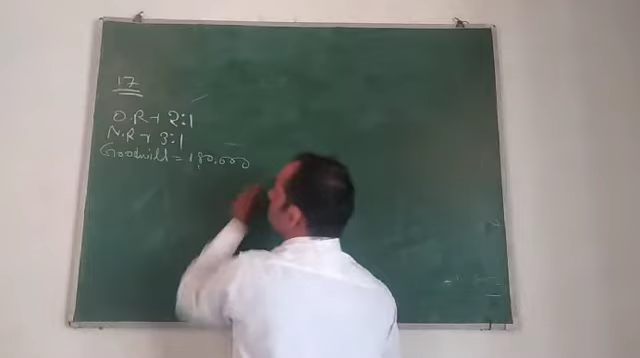 17
O.R → 2:1
N.R → 3:1
Goodwill = 180,000